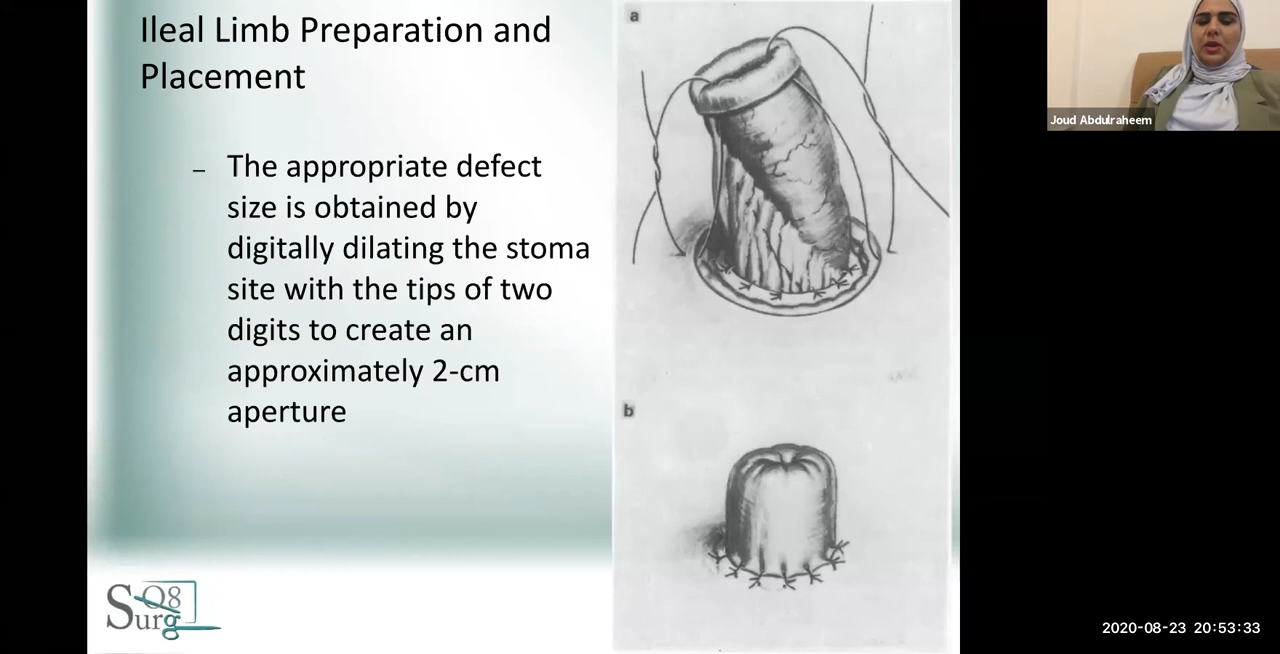 Ileal Limb Preparation and
Placement
– The appropriate defect
size is obtained by
digitally dilating the stoma
site with the tips of two
digits to create an
approximately 2-cm
aperture
a
b
Q8
Surg
Joud Abdulraheem
2020-08-23 20:53:33